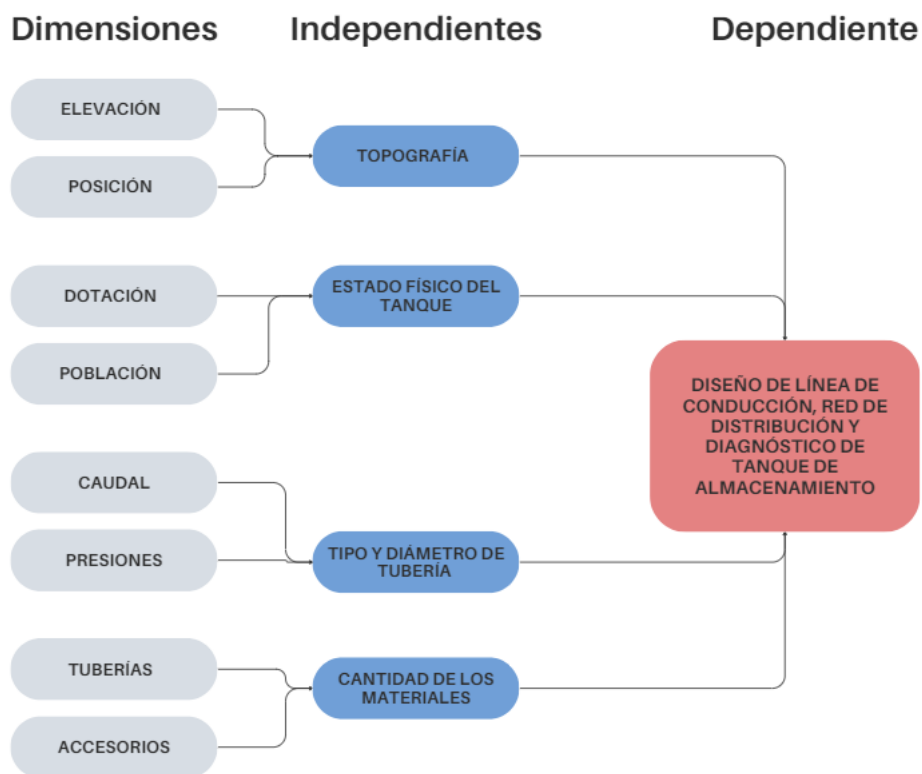 Dimensiones Independientes Dependiente
ELEVACIÓN
POSICIÓN
TOPOGRAFÍA
DOTACIÓN
POBLACIÓN
ESTADO FÍSICO DEL
TANQUE
CAUDAL
PRESIONES
TIPO Y DIÁMETRO DE
TUBERÍA
TUBERÍAS
ACCESORIOS
CANTIDAD DE LOS
MATERIALES
DISEÑO DE LÍNEA DE
CONDUCCIÓN, RED DE
DISTRIBUCIÓN Y
DIAGNÓSTICO DE
TANQUE DE
ALMACENAMIENTO